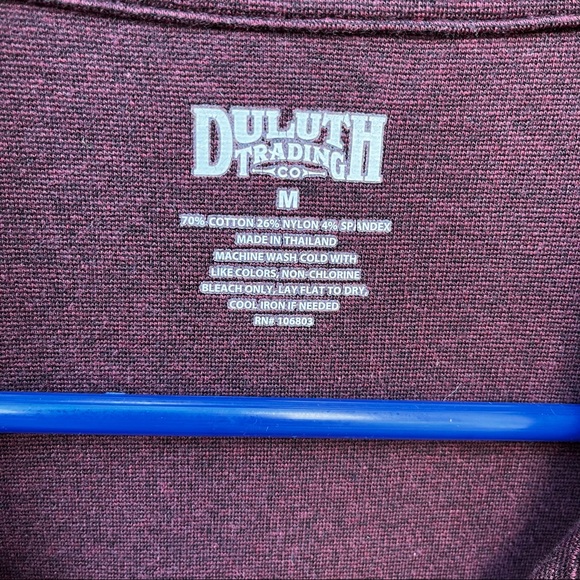 DULUTH
TRADING
CO
M
70% COTTON 26% NYLON 4% SPANDEX
MADE IN THAILAND
MACHINE WASH COLD WITH
LIKE COLORS, NON-CHLORINE
BLEACH ONLY, LAY FLAT TO DRY,
COOL IRON IF NEEDED
RN# 106803